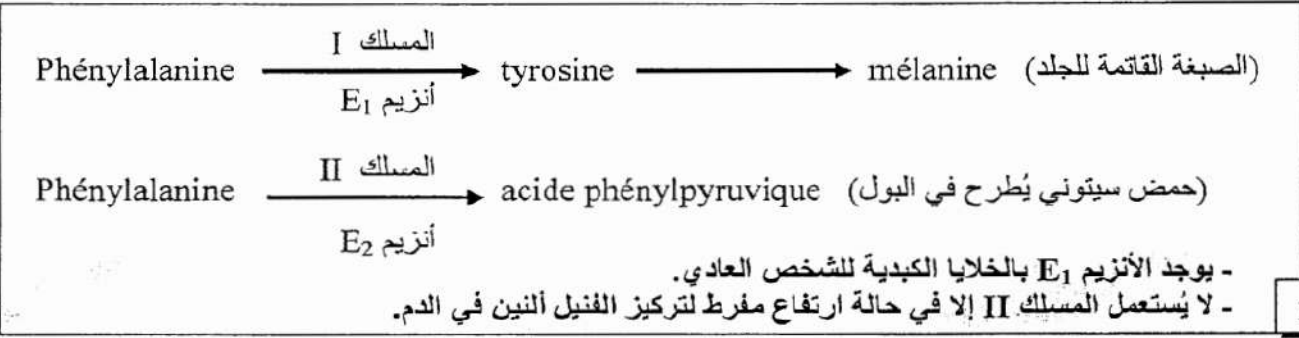 المسلك I
Phénylalanine → tyrosine → mélanine (الصبغة القاتمة للجلد)
أنزيم E₁
المسلك II
Phénylalanine → acide phénylpyruvique (حمض سيتوني يُطرح في البول)
أنزيم E₂
- يوجد الأنزيم E₁ بالخلايا الكبدية للشخص العادي.
- لا يُستعمل المسلك II إلا في حالة ارتفاع مفرط لتركيز الفنيل ألنين في الدم.